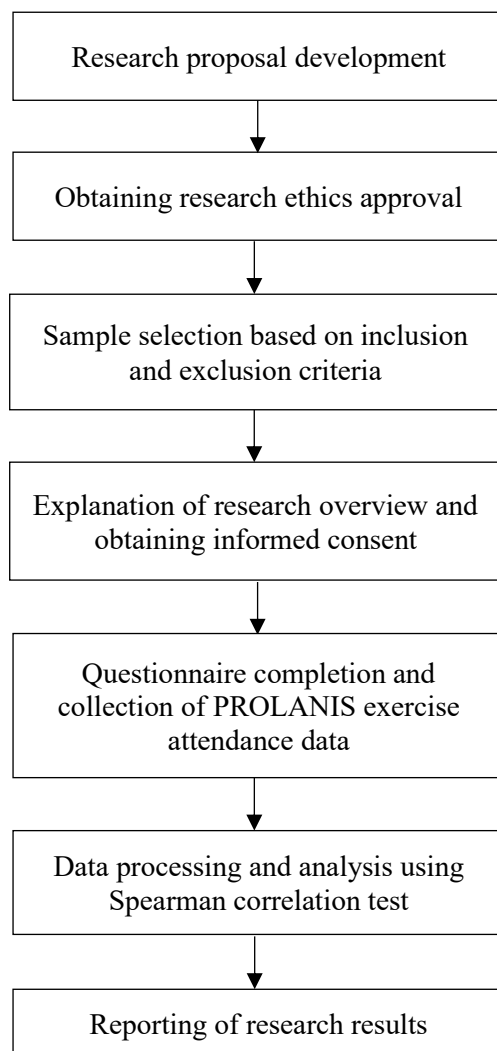 Research proposal development
Obtaining research ethics approval
Sample selection based on inclusion
and exclusion criteria
Explanation of research overview and
obtaining informed consent
Questionnaire completion and
collection of PROLANIS exercise
attendance data
Data processing and analysis using
Spearman correlation test
Reporting of research results